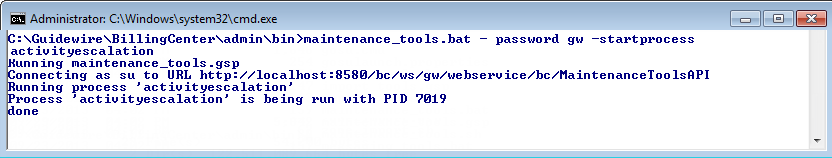 Administrator: C:\Windows\system32\cmd.exe
C:\Guidewire\BillingCenter\admin\bin>maintenance_tools.bat - password gw -startprocess
activityescalation
Running maintenance_tools.gsp
Connecting as su to URL http://localhost:8580/bc/ws/gw/webservice/bc/MaintenanceToolsAPI
Running process 'activityescalation'
Process 'activityescalation' is being run with PID 7019
done